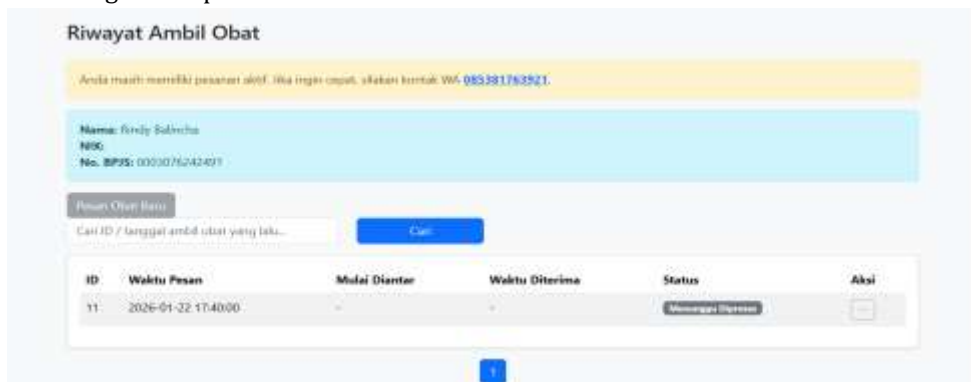 Riwayat Ambil Obat
Anda masih memiliki pesanan aktif. Jika ingin cepat, silakan kontak WA 085381763921.
Nama: Rindy
NIK:
No. BPJS:
Pesan Obat Baru
Cari ID / tanggal ambil obat yang lalu...
Cari
ID Waktu Pesan Mulai Diantar Waktu Diterima Status Aksi
11 2026-01-22 17:40:00 - - Menunggu Diproses
1